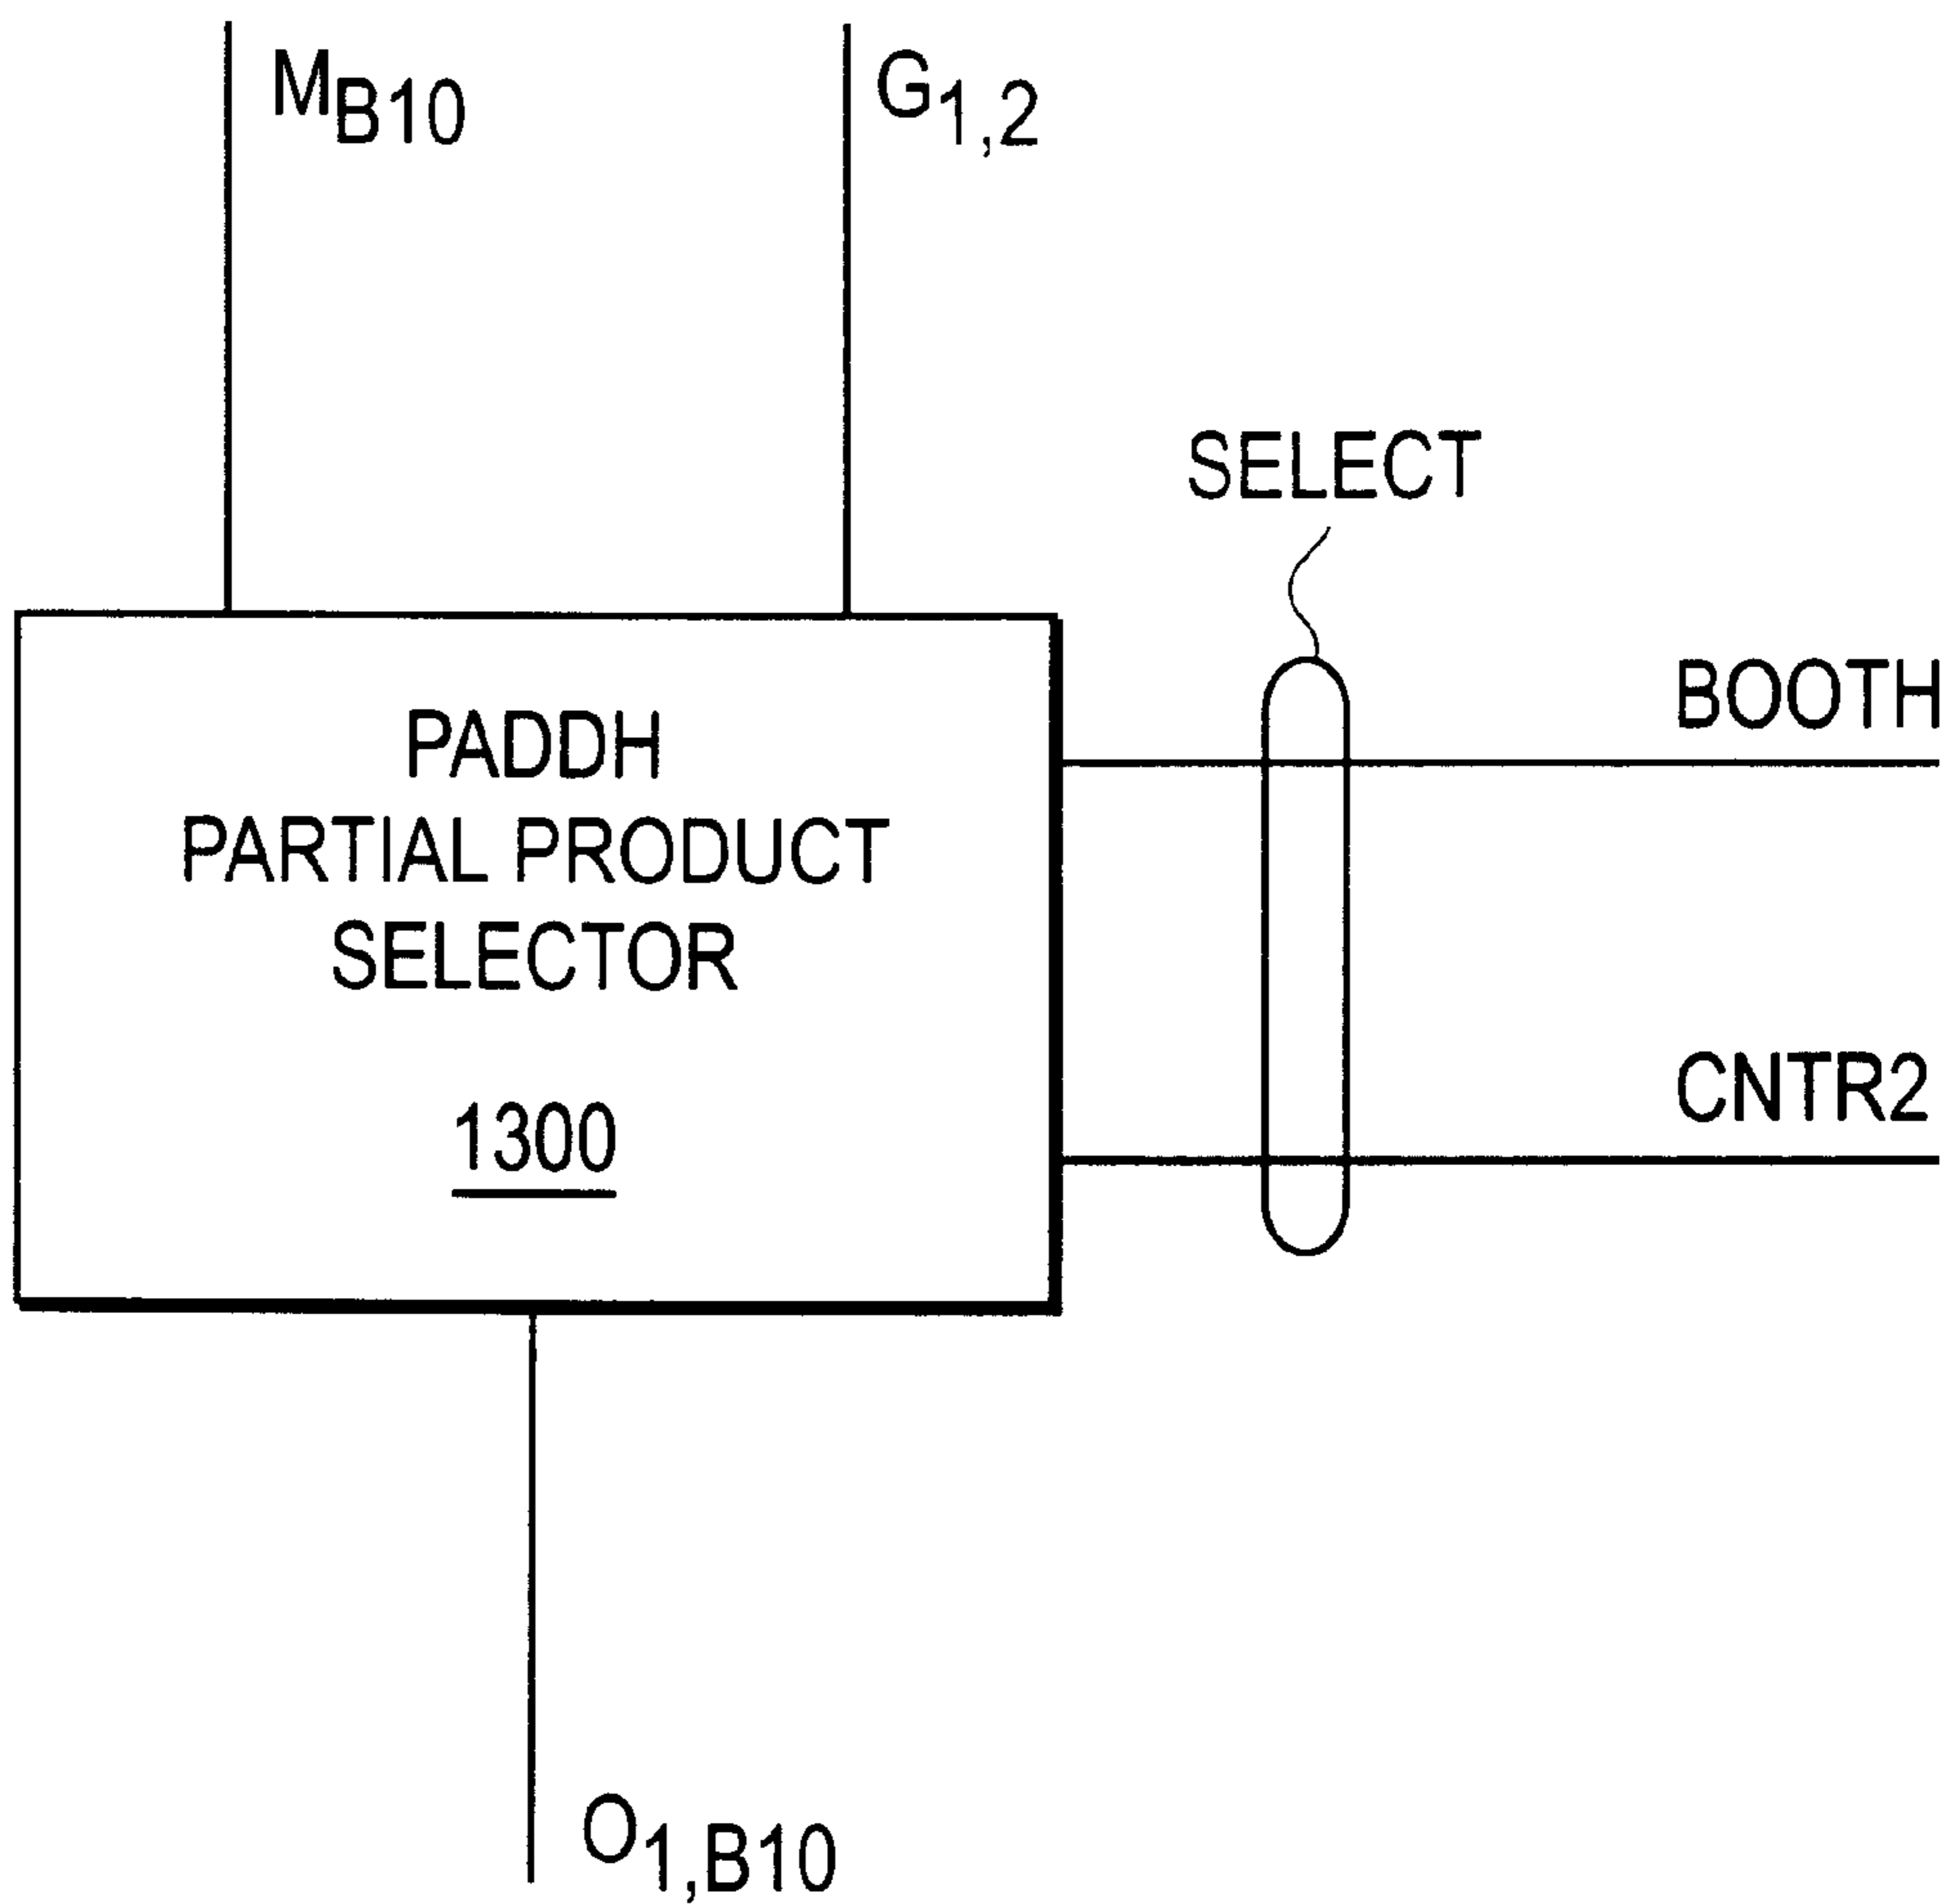 MB10
G1,2
SELECT
BOOTH
PADDH
PARTIAL PRODUCT
SELECTOR
CNTR2
1300
O1,B10